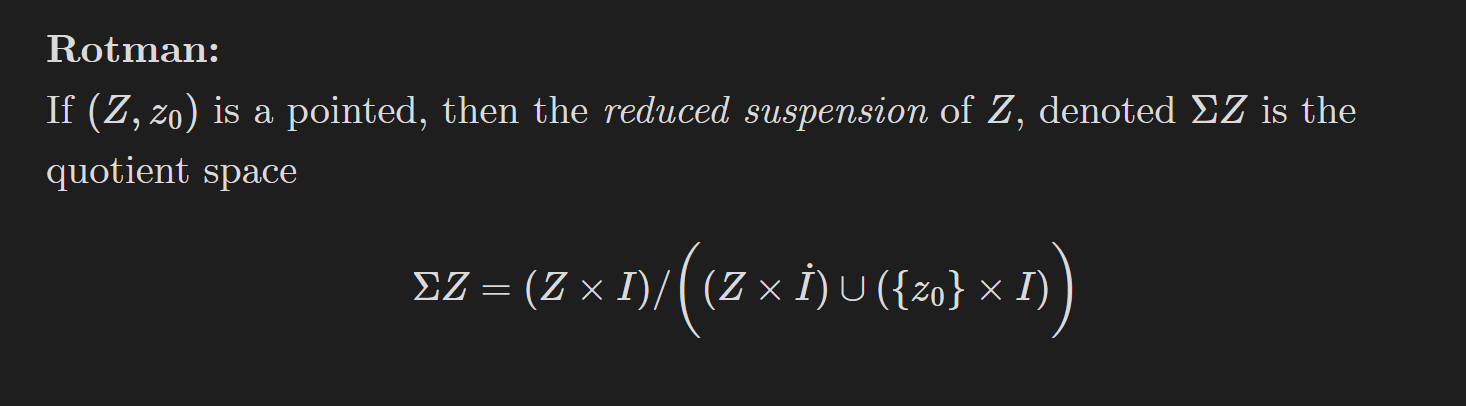 Rotman:
If (Z, z₀) is a pointed, then the reduced suspension of Z, denoted ΣZ is the
quotient space
ΣZ = (Z × I)/((Z × İ) ∪ ({z₀} × I))